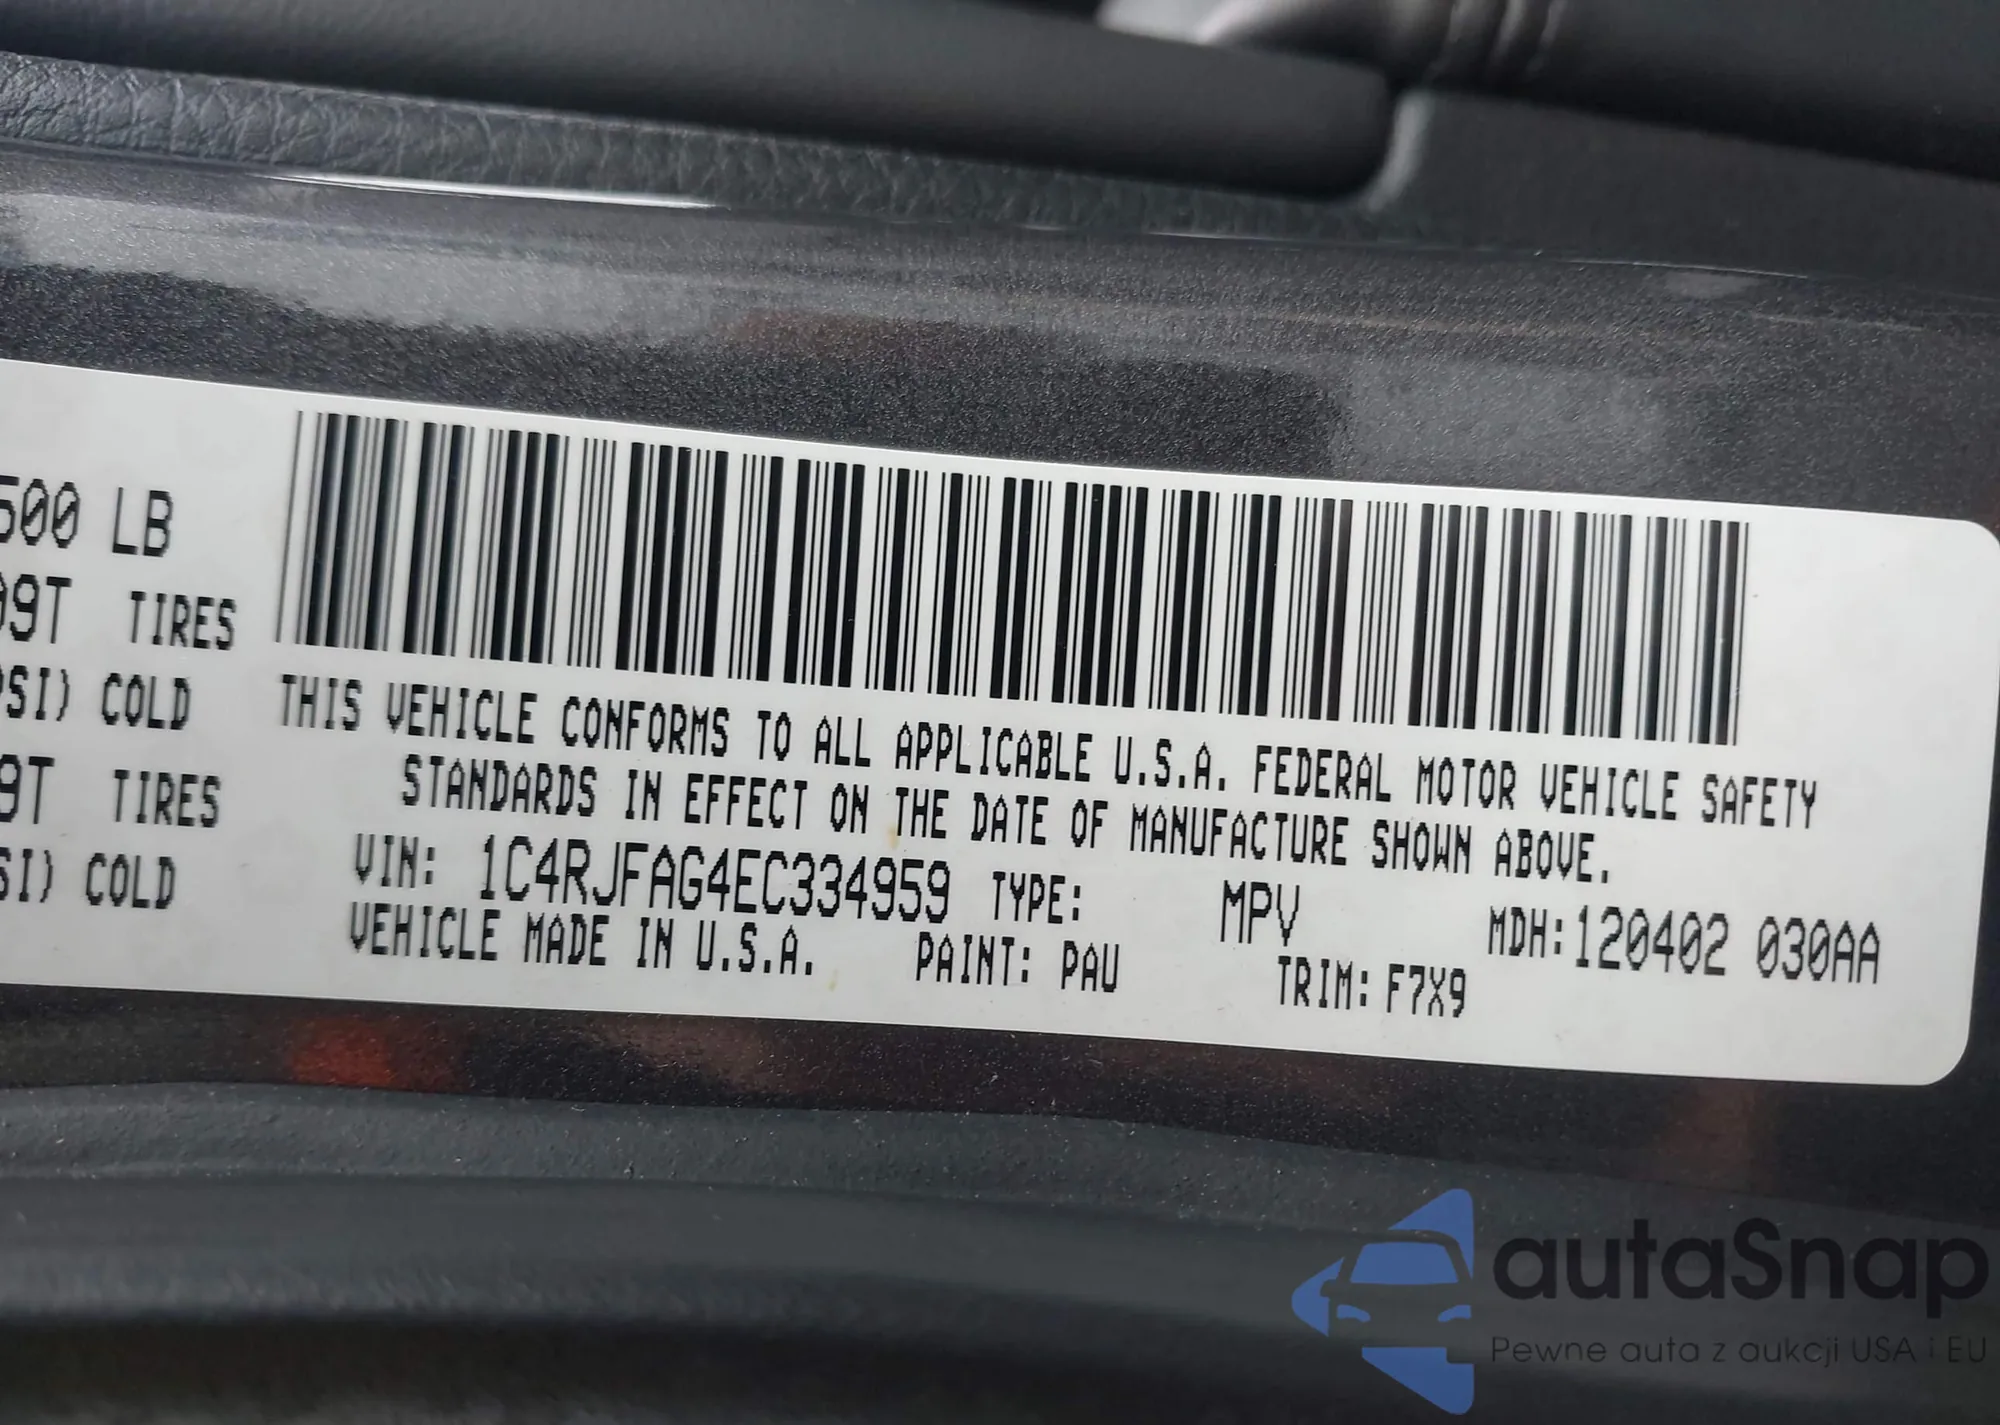 500 LB
09T TIRES
PSI) COLD
9T TIRES
SI) COLD
THIS VEHICLE CONFORMS TO ALL APPLICABLE U.S.A. FEDERAL MOTOR VEHICLE SAFETY
STANDARDS IN EFFECT ON THE DATE OF MANUFACTURE SHOWN ABOVE.
VIN: 1C4RJFAG4EC334959 TYPE: MPV MDH:120402 030AA
VEHICLE MADE IN U.S.A. PAINT: PAU TRIM: F7X9
autaSnap
Pewne auta z aukcji USA i EU